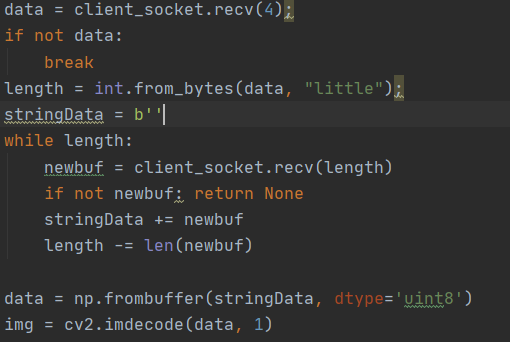 data = client_socket.recv(4);
if not data:
    break
length = int.from_bytes(data, "little");
stringData = b''
while length:
    newbuf = client_socket.recv(length)
    if not newbuf: return None
    stringData += newbuf
    length -= len(newbuf)

data = np.frombuffer(stringData, dtype='uint8')
img = cv2.imdecode(data, 1)